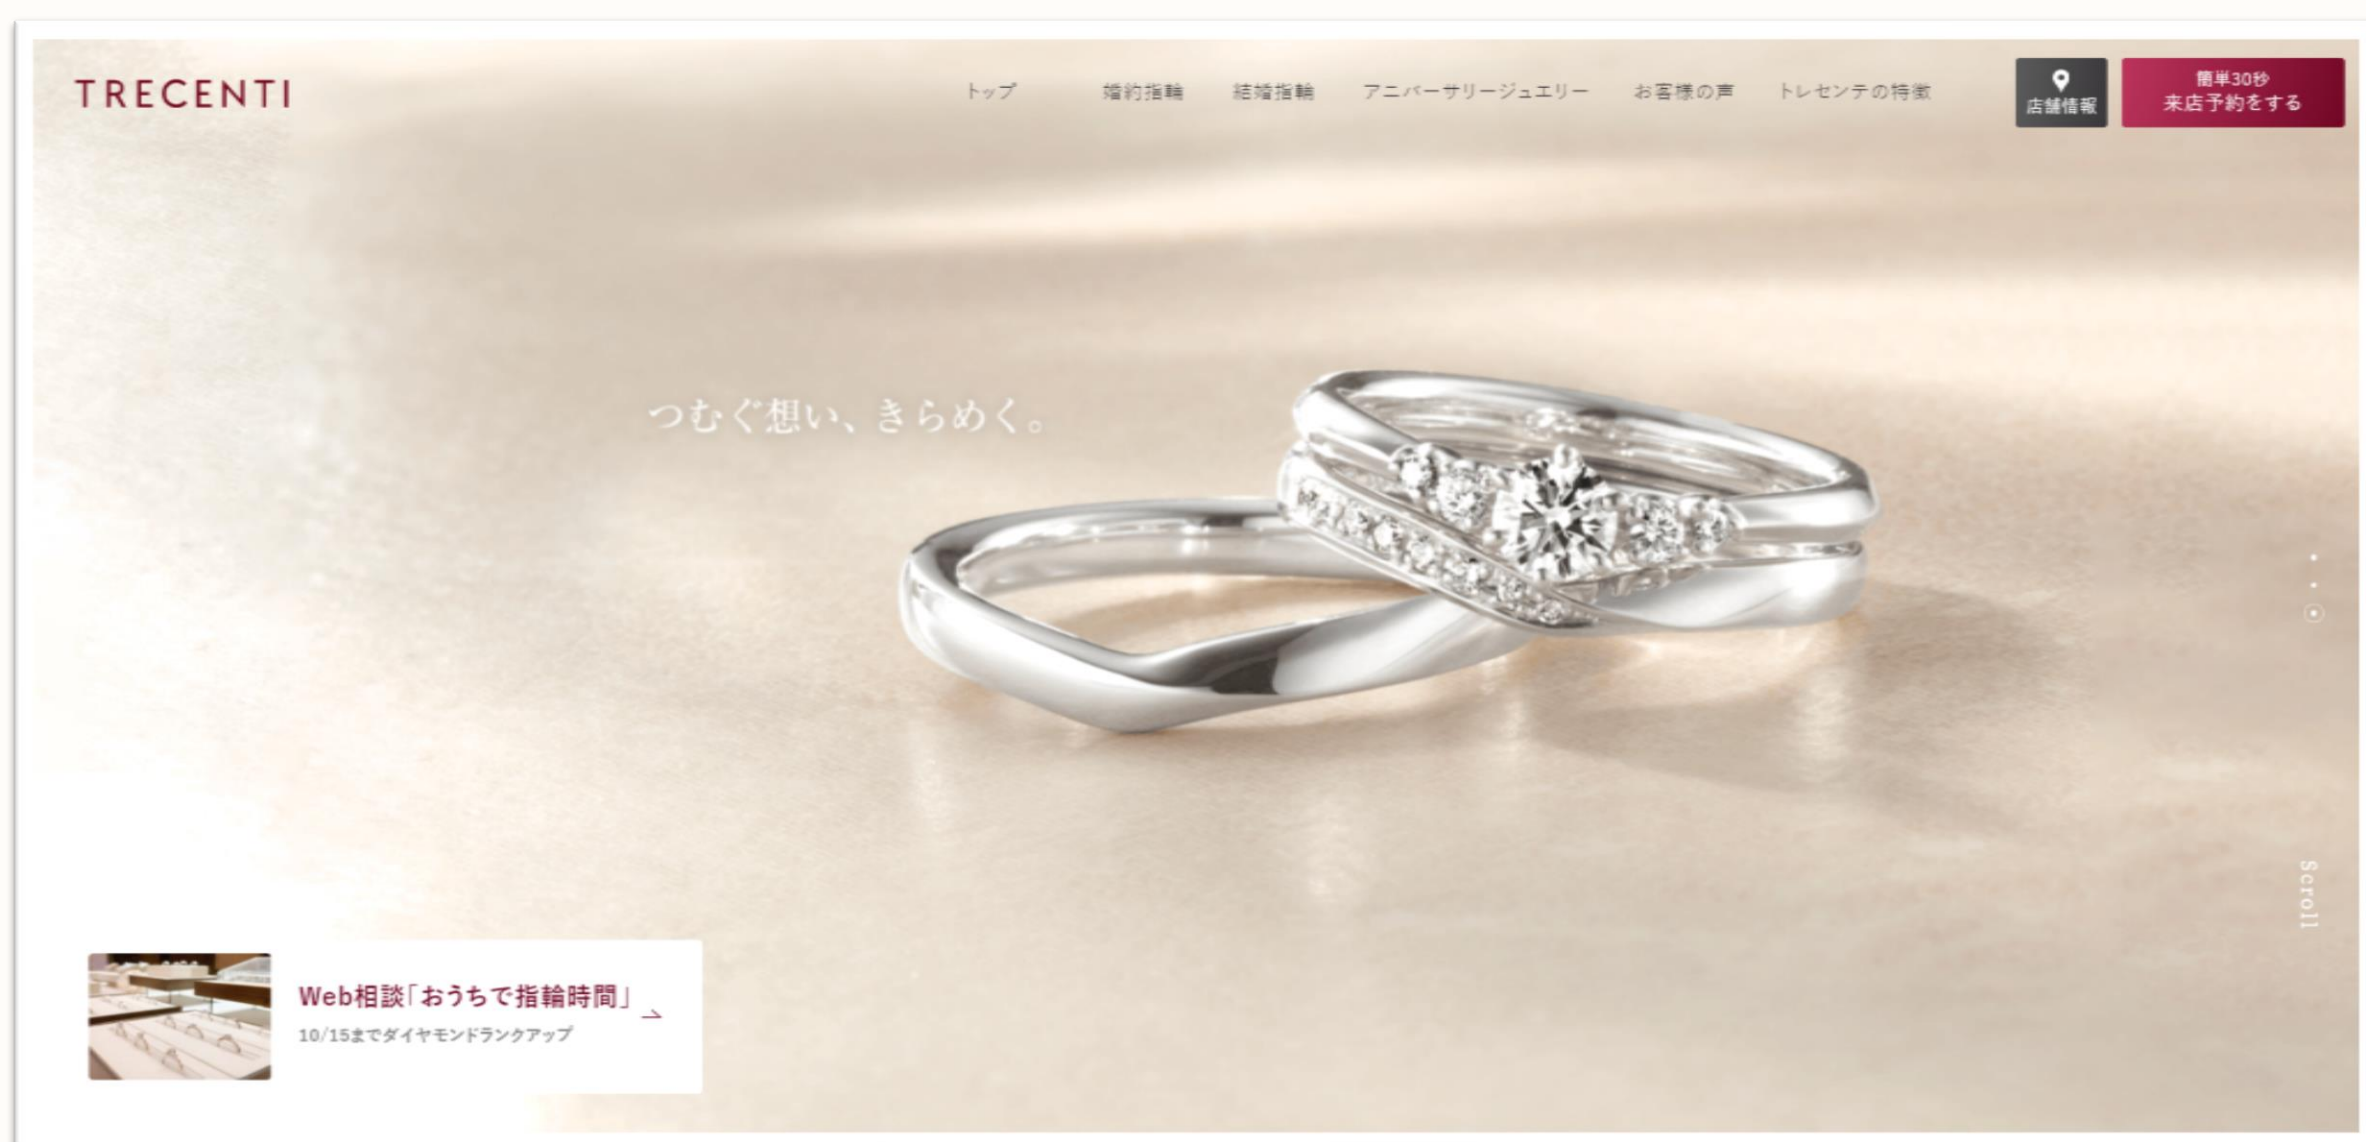 TRECENTI
トップ
婚約指輪
結婚指輪
アニバーサリージュエリー
お客様の声
トレセンテの特徴
店舗情報
簡単30秒
来店予約をする
つむぐ想い、きらめく。
Scroll
Web相談「おうちで指輪時間」
10/15までダイヤモンドランクアップ